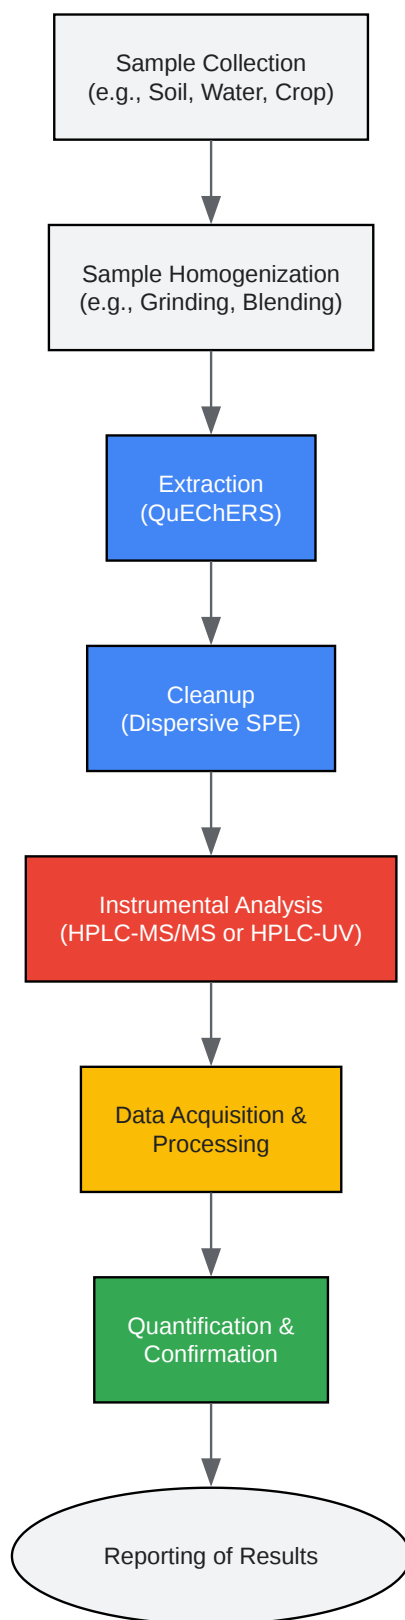 Sample Collection
(e.g., Soil, Water, Crop)
Sample Homogenization
(e.g., Grinding, Blending)
Extraction
(QuEChERS)
Cleanup
(Dispersive SPE)
Instrumental Analysis
(HPLC-MS/MS or HPLC-UV)
Data Acquisition &
Processing
Quantification &
Confirmation
Reporting of Results